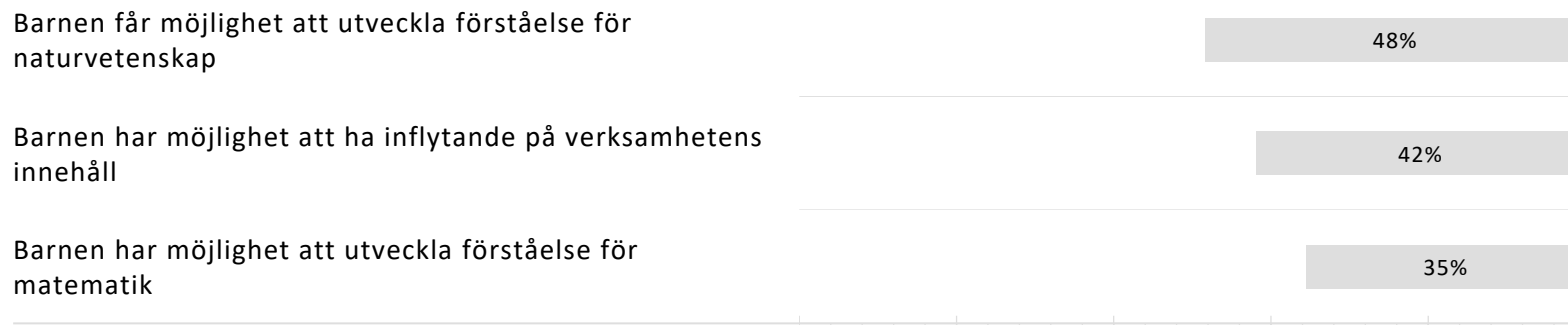 Barnen får möjlighet att utveckla förståelse för
naturvetenskap
48%
Barnen har möjlighet att ha inflytande på verksamhetens
innehåll
42%
Barnen har möjlighet att utveckla förståelse för
matematik
35%